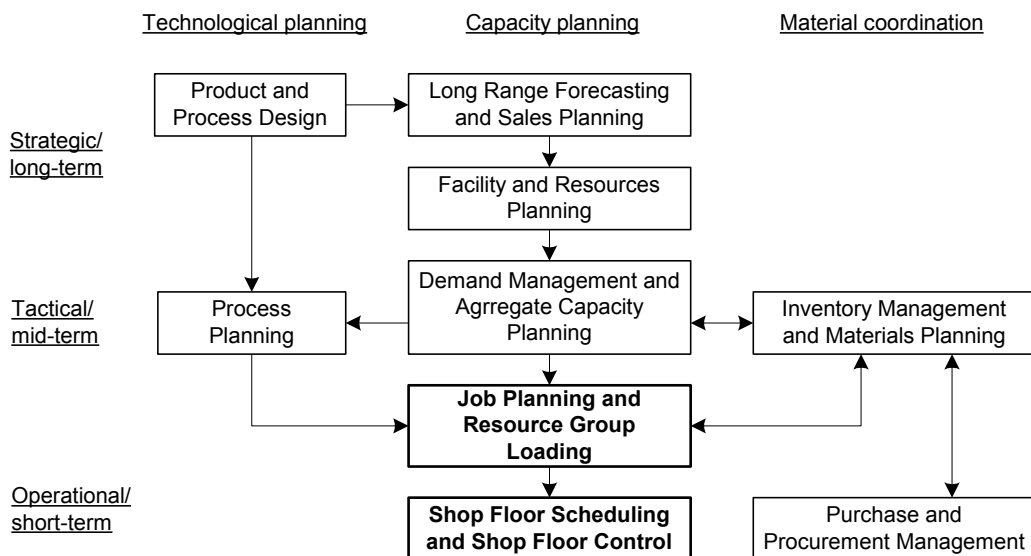 Technological planning
Capacity planning
Material coordination
Product and
Process Design
Long Range Forecasting
and Sales Planning
Strategic/
long-term
Facility and Resources
Planning
Demand Management and
Agrregate Capacity
Planning
Tactical/
mid-term
Process
Planning
Inventory Management
and Materials Planning
Job Planning and
Resource Group
Loading
Operational/
short-term
Shop Floor Scheduling
and Shop Floor Control
Purchase and
Procurement Management